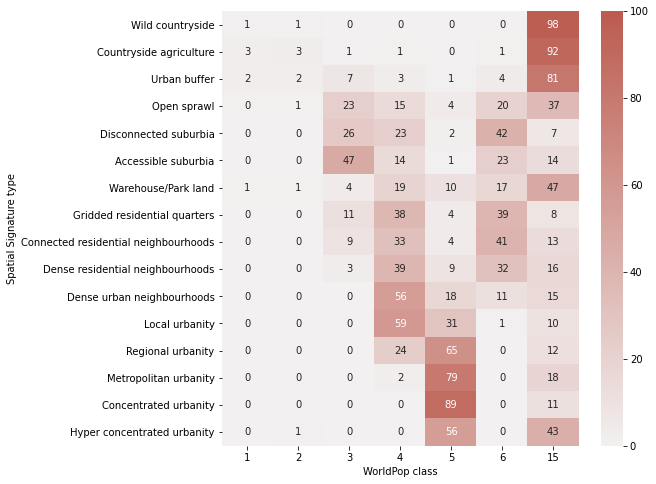 Spatial Signature type
Wild countryside 1 1 0 0 0 0 98
Countryside agriculture 3 3 1 1 0 1 92
Urban buffer 2 2 7 3 1 4 81
Open sprawl 0 1 23 15 4 20 37
Disconnected suburbia 0 0 26 23 2 42 7
Accessible suburbia 0 0 47 14 1 23 14
Warehouse/Park land 1 1 4 19 10 17 47
Gridded residential quarters 0 0 11 38 4 39 8
Connected residential neighbourhoods 0 0 9 33 4 41 13
Dense residential neighbourhoods 0 0 3 39 9 32 16
Dense urban neighbourhoods 0 0 0 56 18 11 15
Local urbanity 0 0 0 59 31 1 10
Regional urbanity 0 0 0 24 65 0 12
Metropolitan urbanity 0 0 0 2 79 0 18
Concentrated urbanity 0 0 0 0 89 0 11
Hyper concentrated urbanity 0 1 0 0 56 0 43
1 2 3 4 5 6 15
WorldPop class
100
80
60
40
20
0